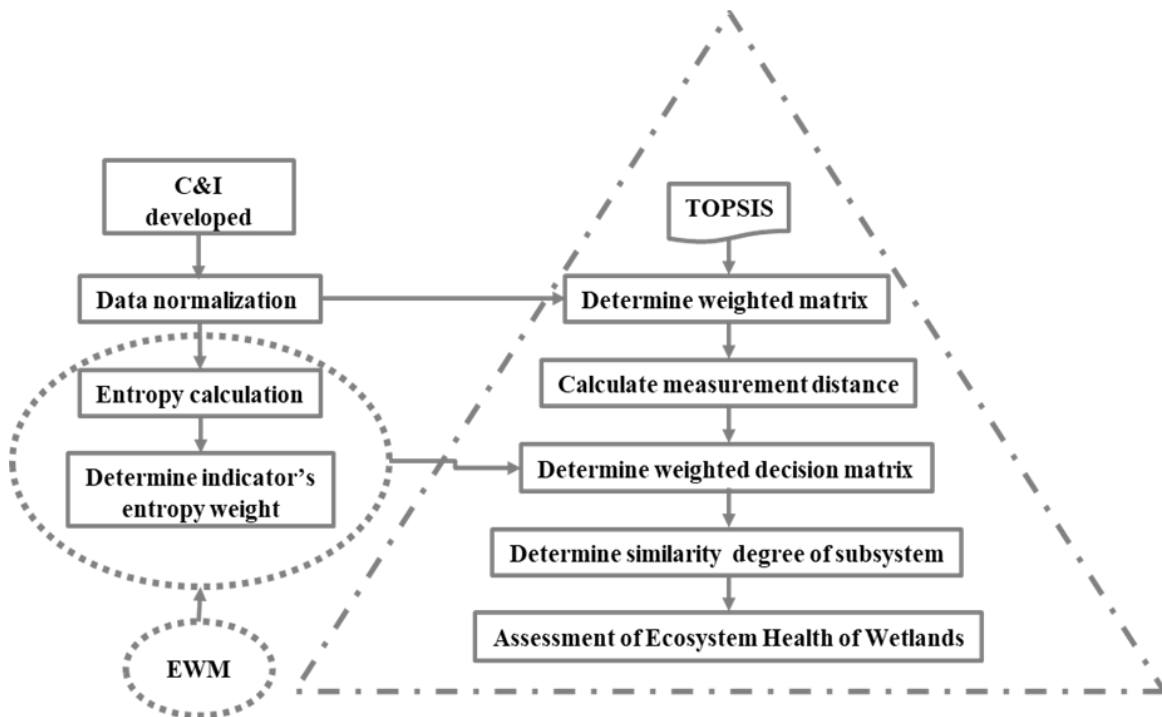 C&I
developed
Data normalization
Entropy calculation
Determine indicator's
entropy weight
EWM
TOPSIS
Determine weighted matrix
Calculate measurement distance
Determine weighted decision matrix
Determine similarity degree of subsystem
Assessment of Ecosystem Health of Wetlands